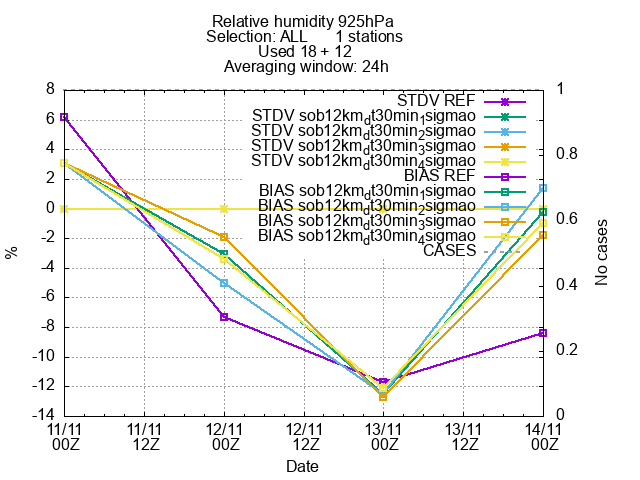 Relative humidity 925hPa
Selection: ALL 1 stations
Used 18 + 12
Averaging window: 24h
STDV REF
STDV sob12km_dt30min_1sigmao
STDV sob12km_dt30min_2sigmao
STDV sob12km_dt30min_3sigmao
STDV sob12km_dt30min_4sigmao
BIAS REF
BIAS sob12km_dt30min_1sigmao
BIAS sob12km_dt30min_2sigmao
BIAS sob12km_dt30min_3sigmao
BIAS sob12km_dt30min_4sigmao
CASES
8
6
4
2
0
-2
-4
-6
-8
-10
-12
-14
%
1
0.8
0.6
0.4
0.2
0
No cases
11/11 11/11 12/11 12/11 13/11 13/11 14/11
00Z 12Z 00Z 12Z 00Z 12Z 00Z
Date